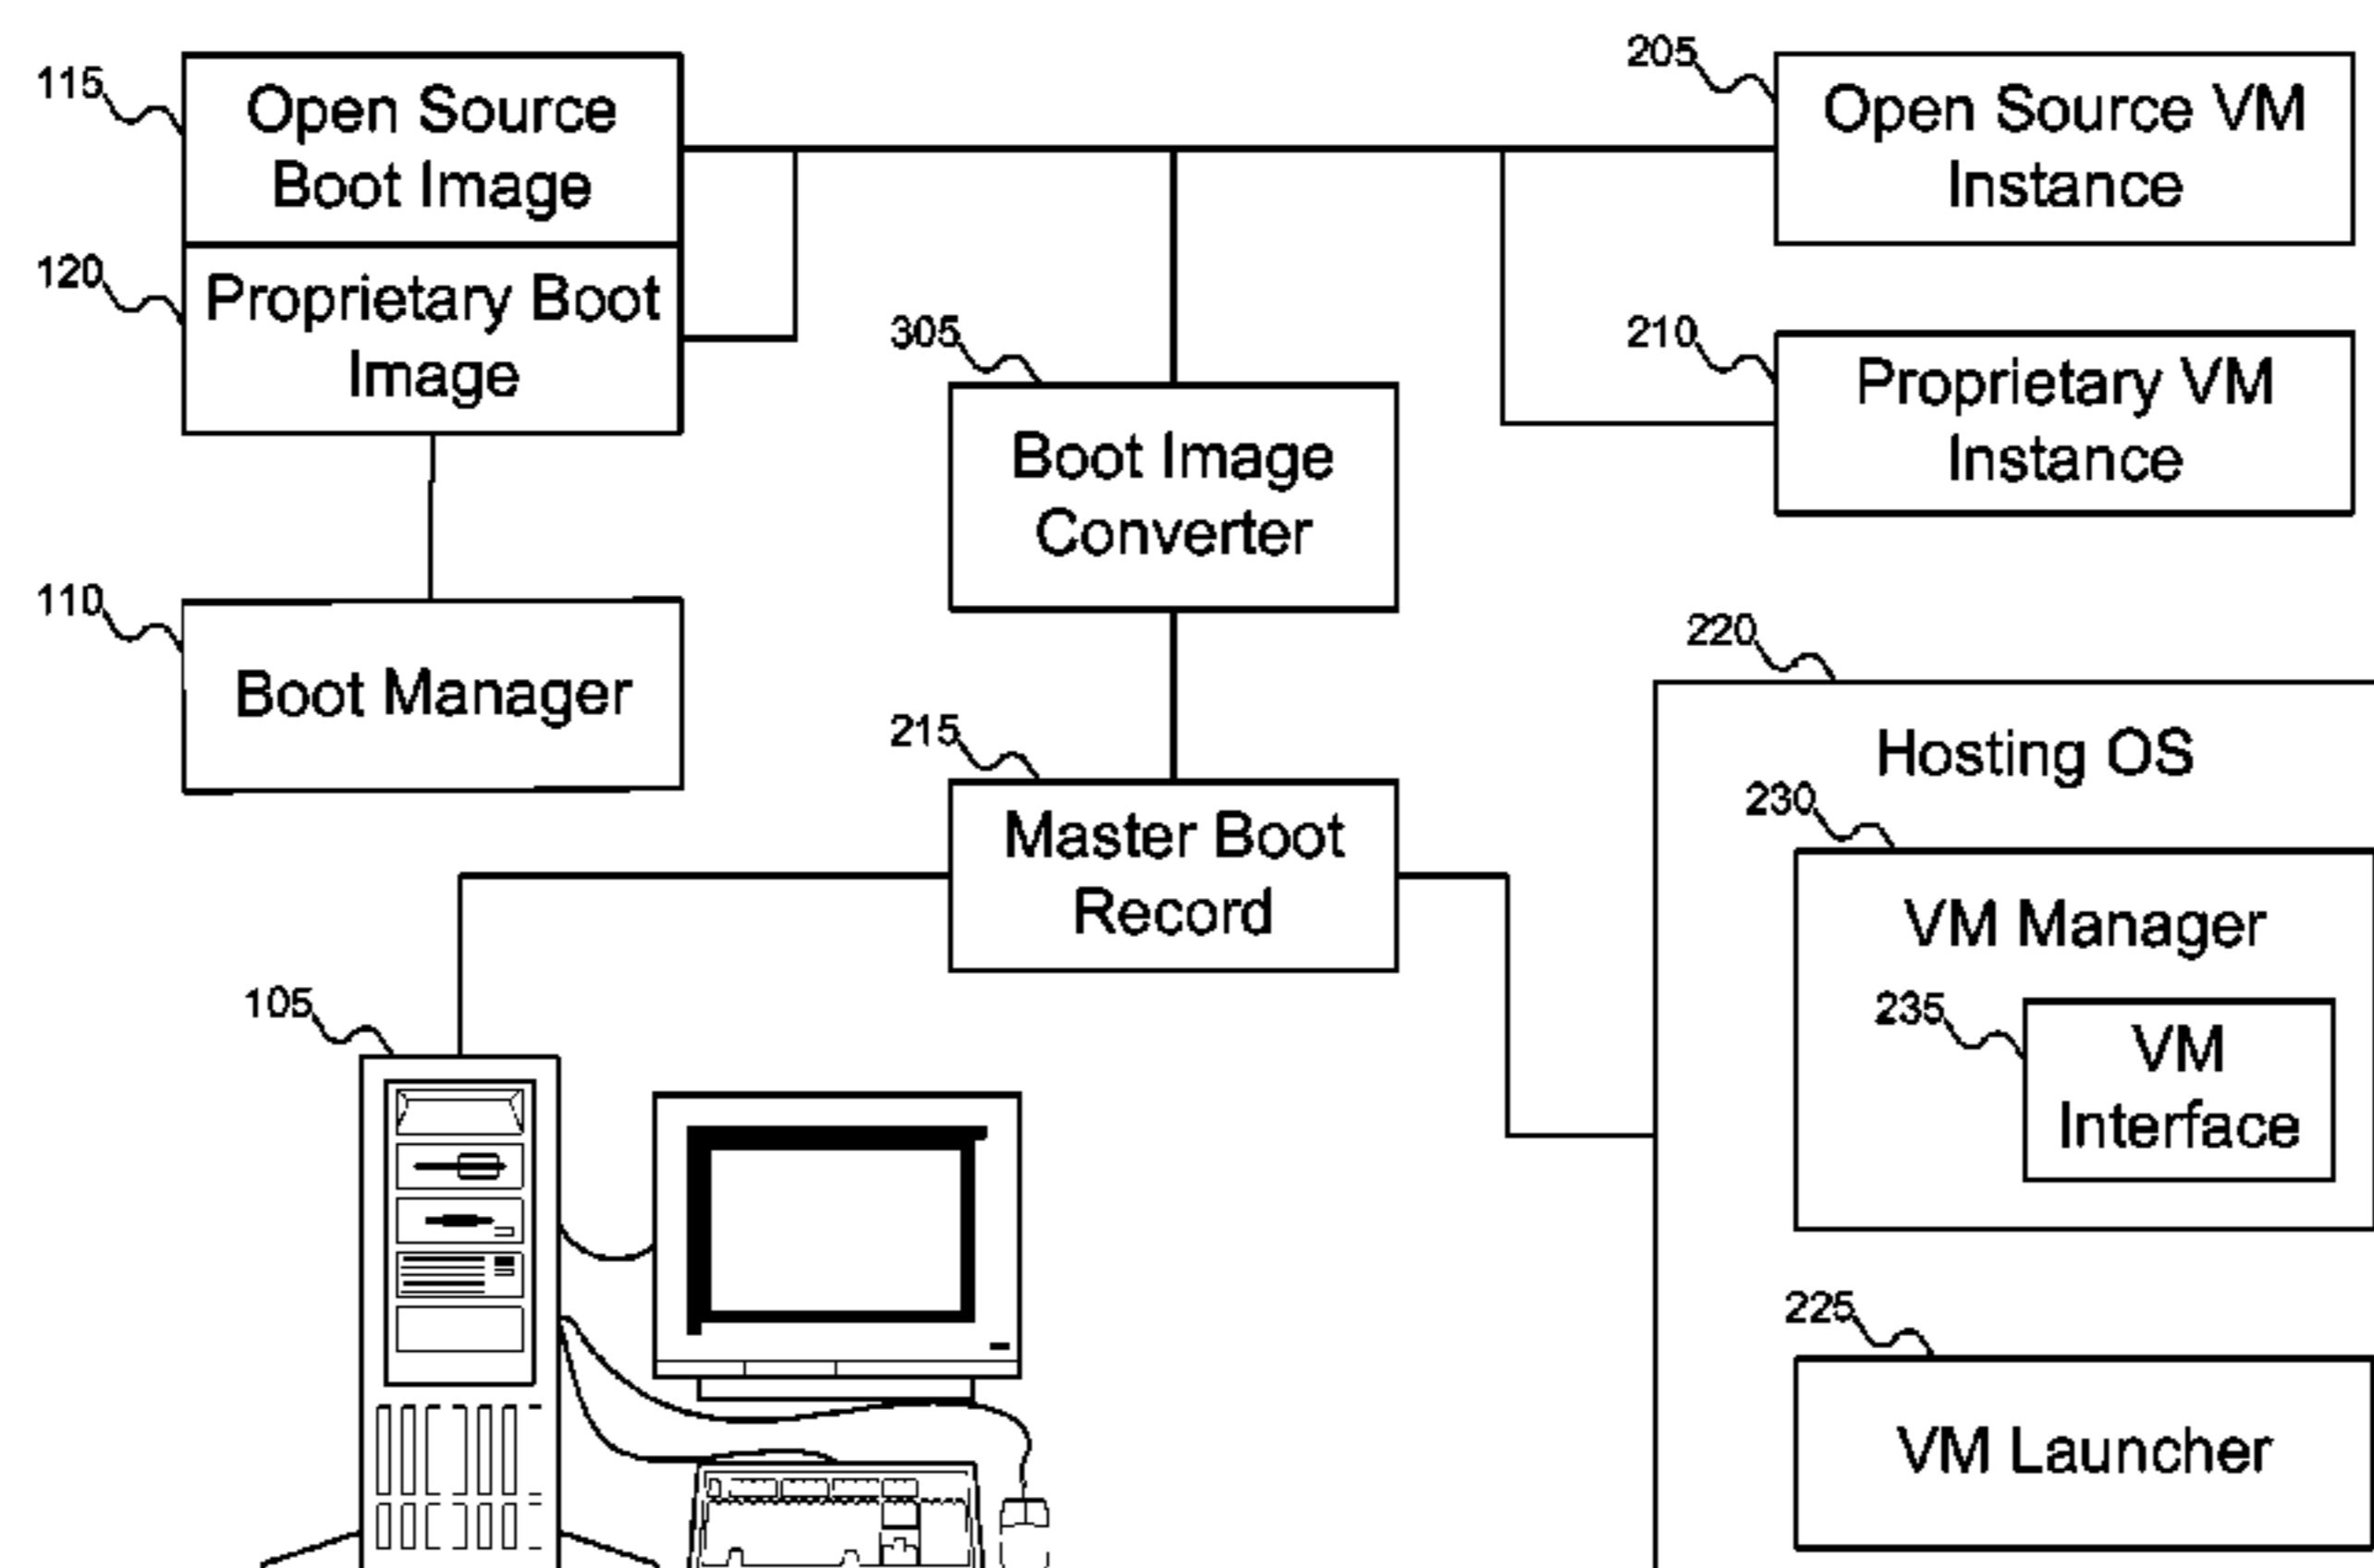 115
Open Source
Boot Image
120
Proprietary Boot
Image
205
Open Source VM
Instance
210
Proprietary VM
Instance
305
Boot Image
Converter
110
Boot Manager
215
Master Boot
Record
220
Hosting OS
230
VM Manager
235
VM
Interface
105
225
VM Launcher